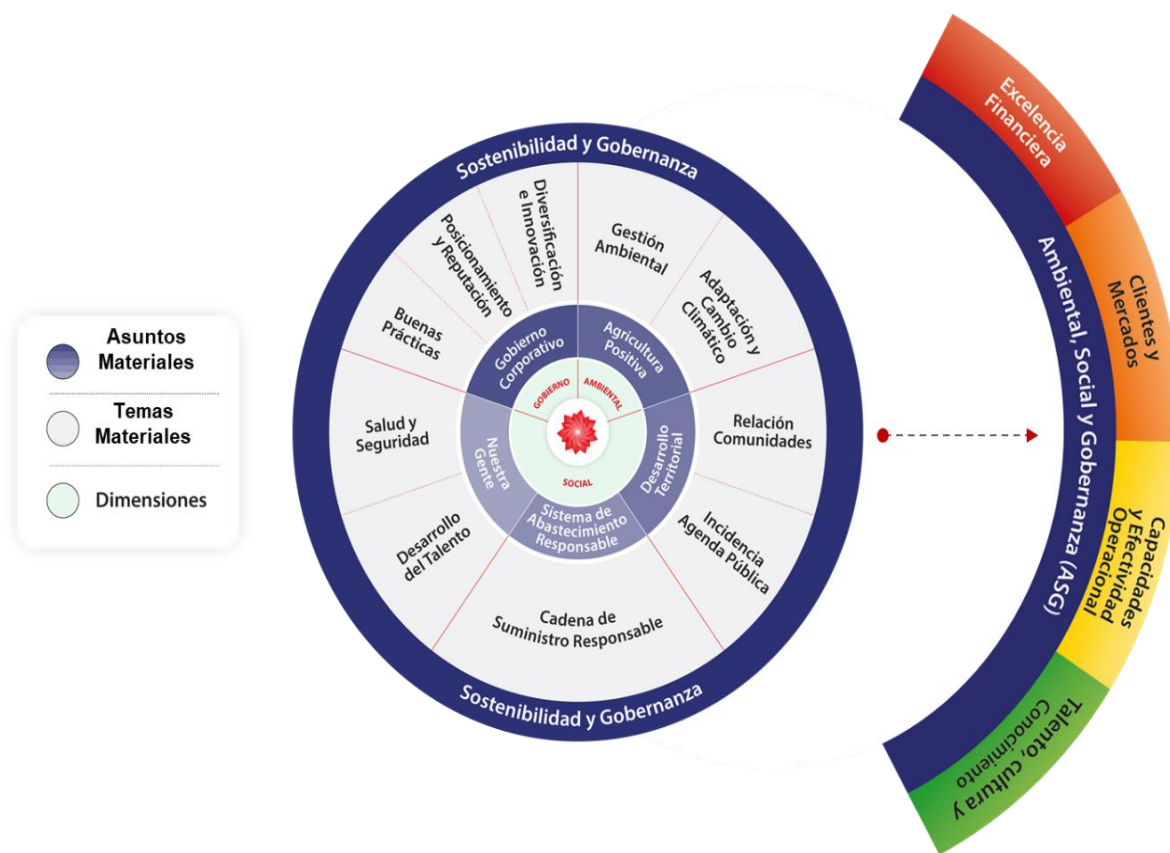 Asuntos
Materiales
Temas
Materiales
Dimensiones
Sostenibilidad y Gobernanza
Diversificación
e Innovación
Posicionamiento
y Reputación
Buenas
Prácticas
Gestión
Ambiental
Adaptación y
Cambio
Climático
Salud y
Seguridad
Relación
Comunidades
Desarrollo
del Talento
Incidencia
Agenda Pública
Cadena de
Suministro Responsable
Gobierno
Corporativo
Agricultura
Positiva
Nuestra
Gente
Desarrollo
Territorial
Sistema de
Abastecimiento
Responsable
GOBIERNO
AMBIENTAL
SOCIAL
Sostenibilidad y Gobernanza
Ambiental, Social y Gobernanza (ASG)
Excelencia
Financiera
Clientes y
Mercados
Capacidades
y Efectividad
Operacional
Talento, cultura y
Conocimiento